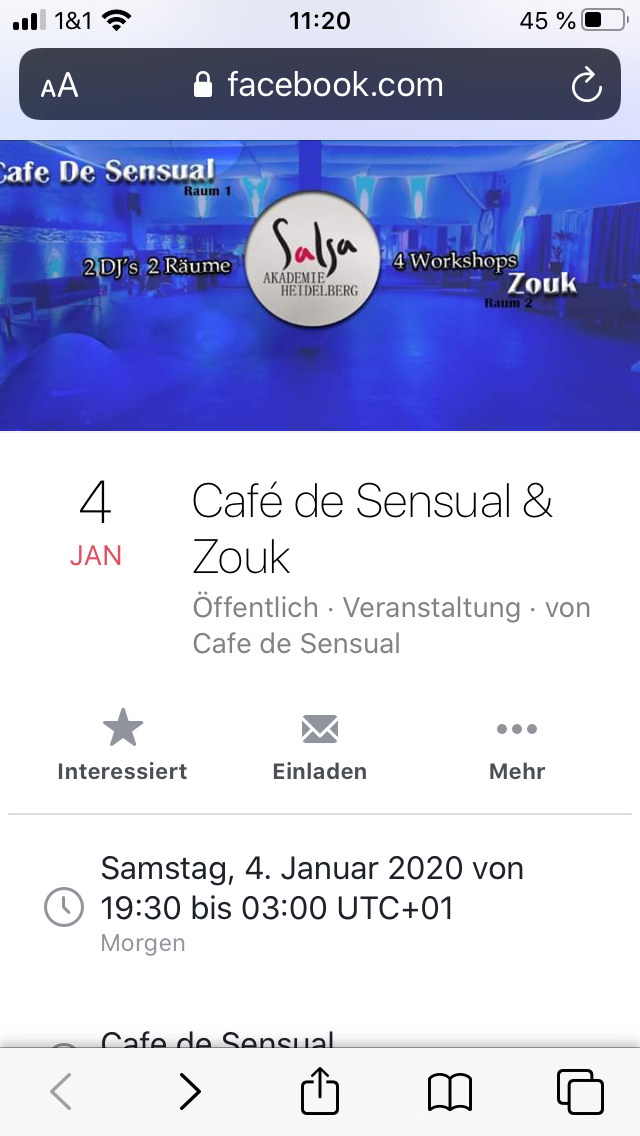 1&1
11:20
45 %
AA
facebook.com
Cafe De Sensual
Raum 1
2 DJ's 2 Räume
Salsa
AKADEMIE
HEIDELBERG
4 Workshops
Zouk
Raum 2
4
JAN
Café de Sensual &
Zouk
Öffentlich · Veranstaltung · von
Cafe de Sensual
Interessiert
Einladen
Mehr
Samstag, 4. Januar 2020 von
19:30 bis 03:00 UTC+01
Morgen
Cafe de Sensual